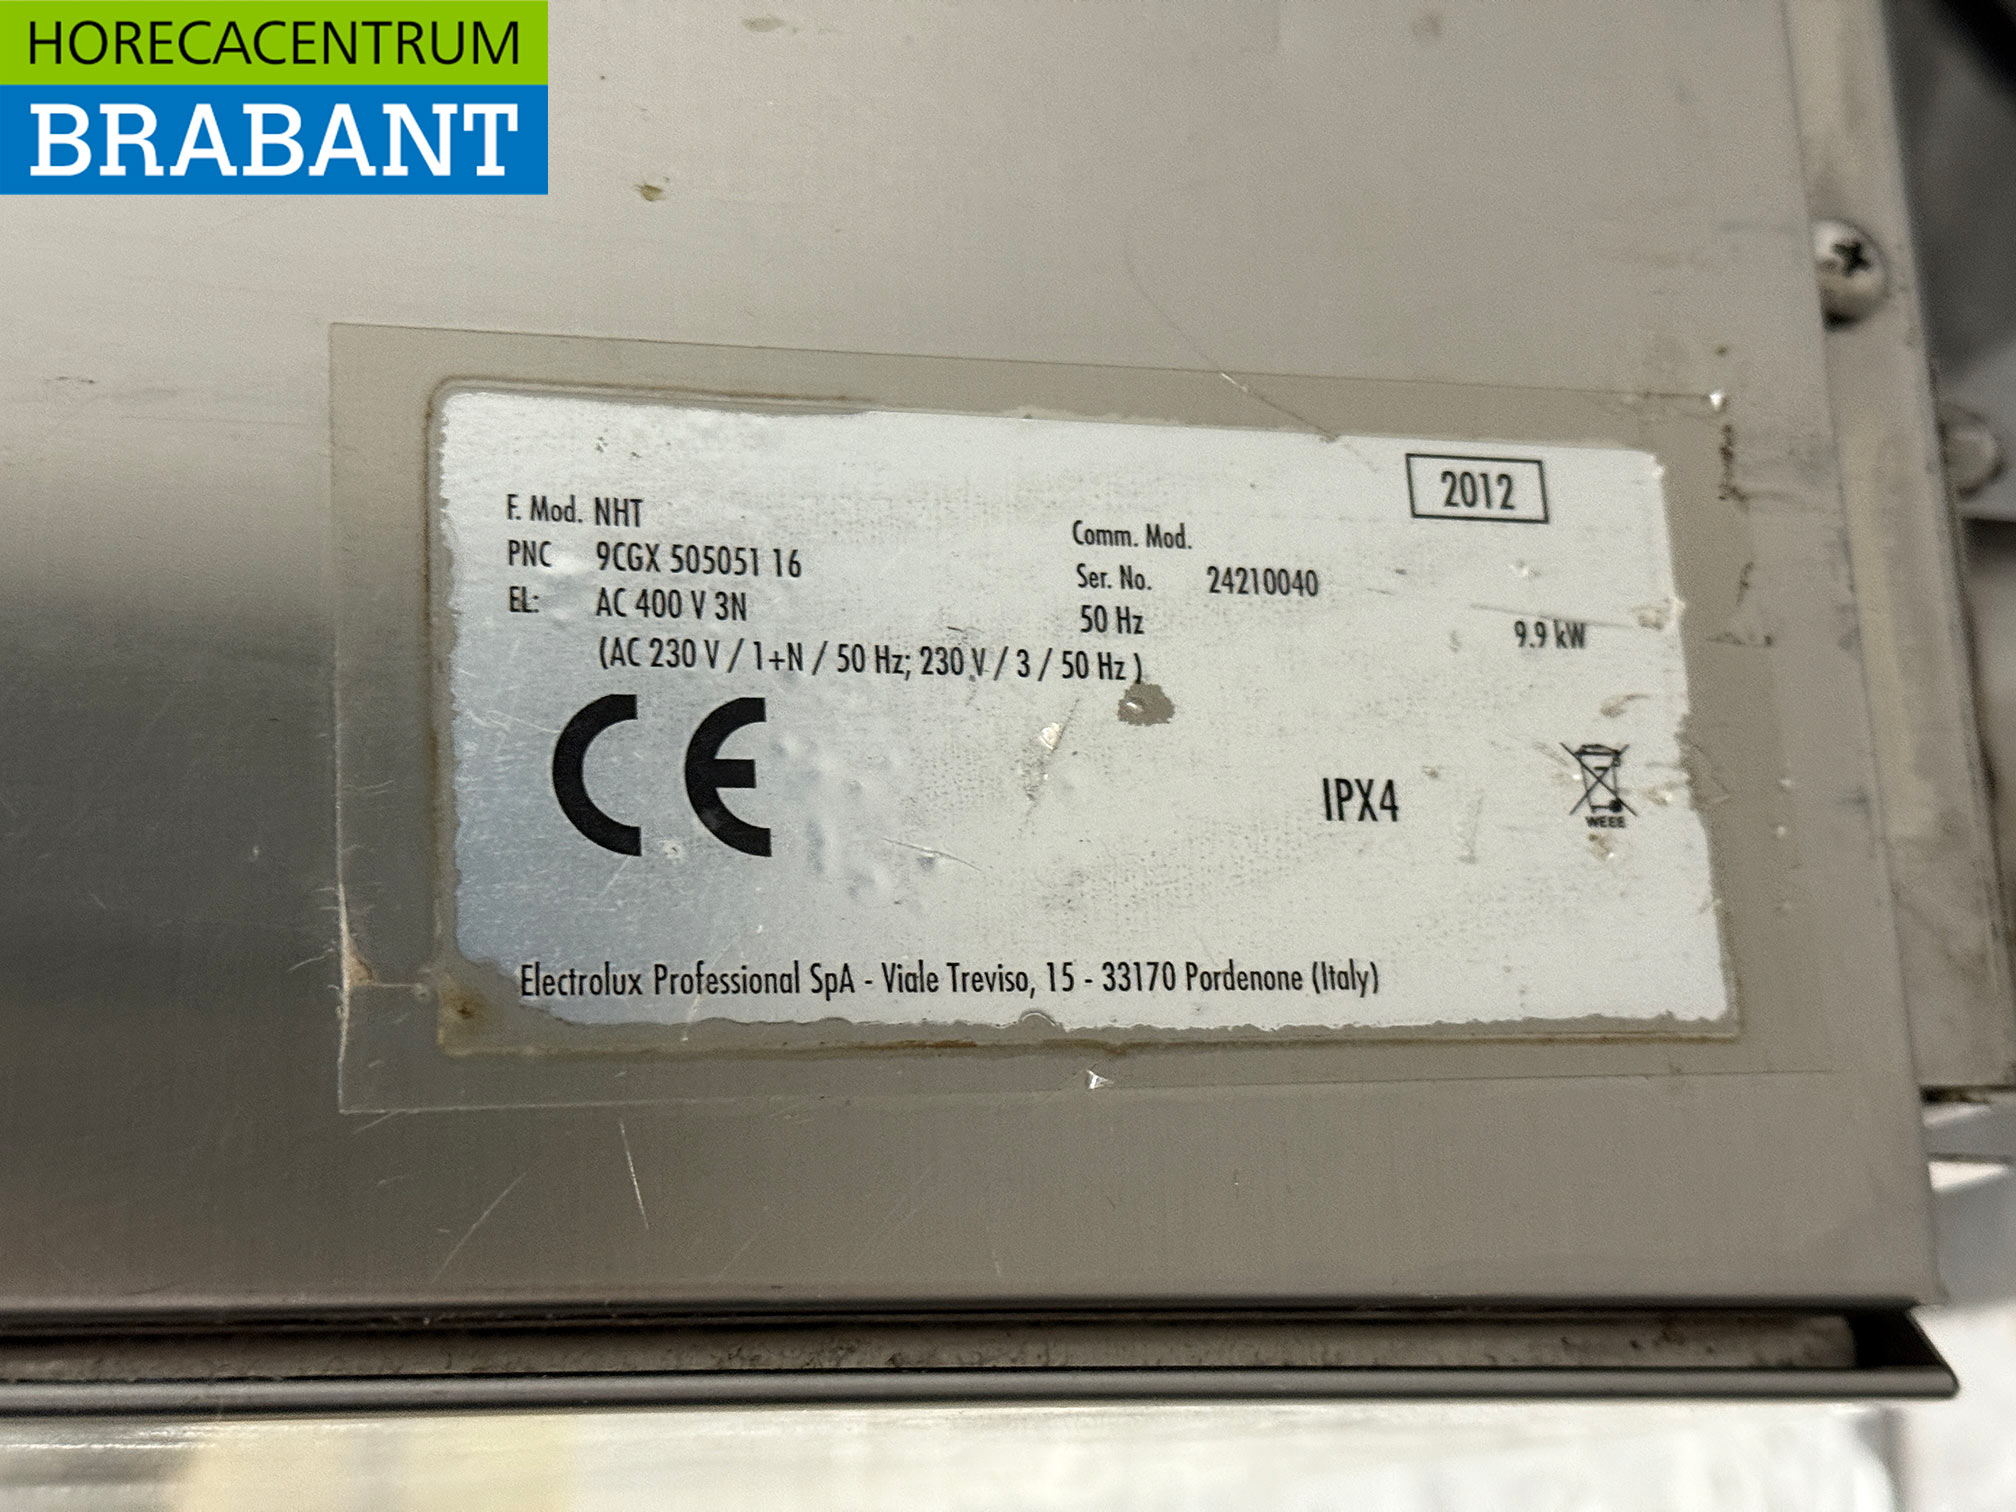 HORECACENTRUM
BRABANT
2012
F. Mod. NHT
Comm. Mod.
PNC 9CGX 505051 16
Ser. No. 24210040
EL: AC 400 V 3N 50 Hz 9.9 kW
(AC 230 V / 1+N / 50 Hz; 230 V / 3 / 50 Hz )
CE
IPX4
WEEE
Electrolux Professional SpA - Viale Treviso, 15 - 33170 Pordenone (Italy)